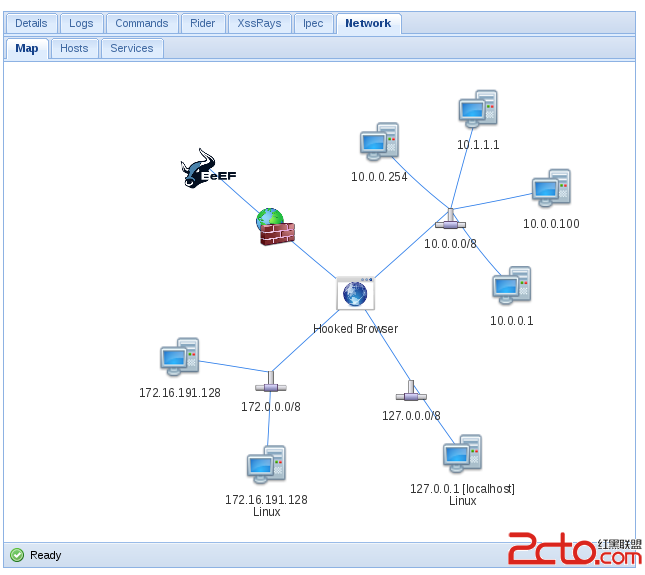 Details Logs Commands Rider XssRays Ipec Network
Map Hosts Services
10.1.1.1
10.0.0.254
BeEF
10.0.0.100
10.0.0.0/8
10.0.0.1
Hooked Browser
172.16.191.128
172.0.0.0/8
127.0.0.0/8
127.0.0.1 [localhost]
Linux
172.16.191.128
Linux
Ready
2cto.com
红黑联盟